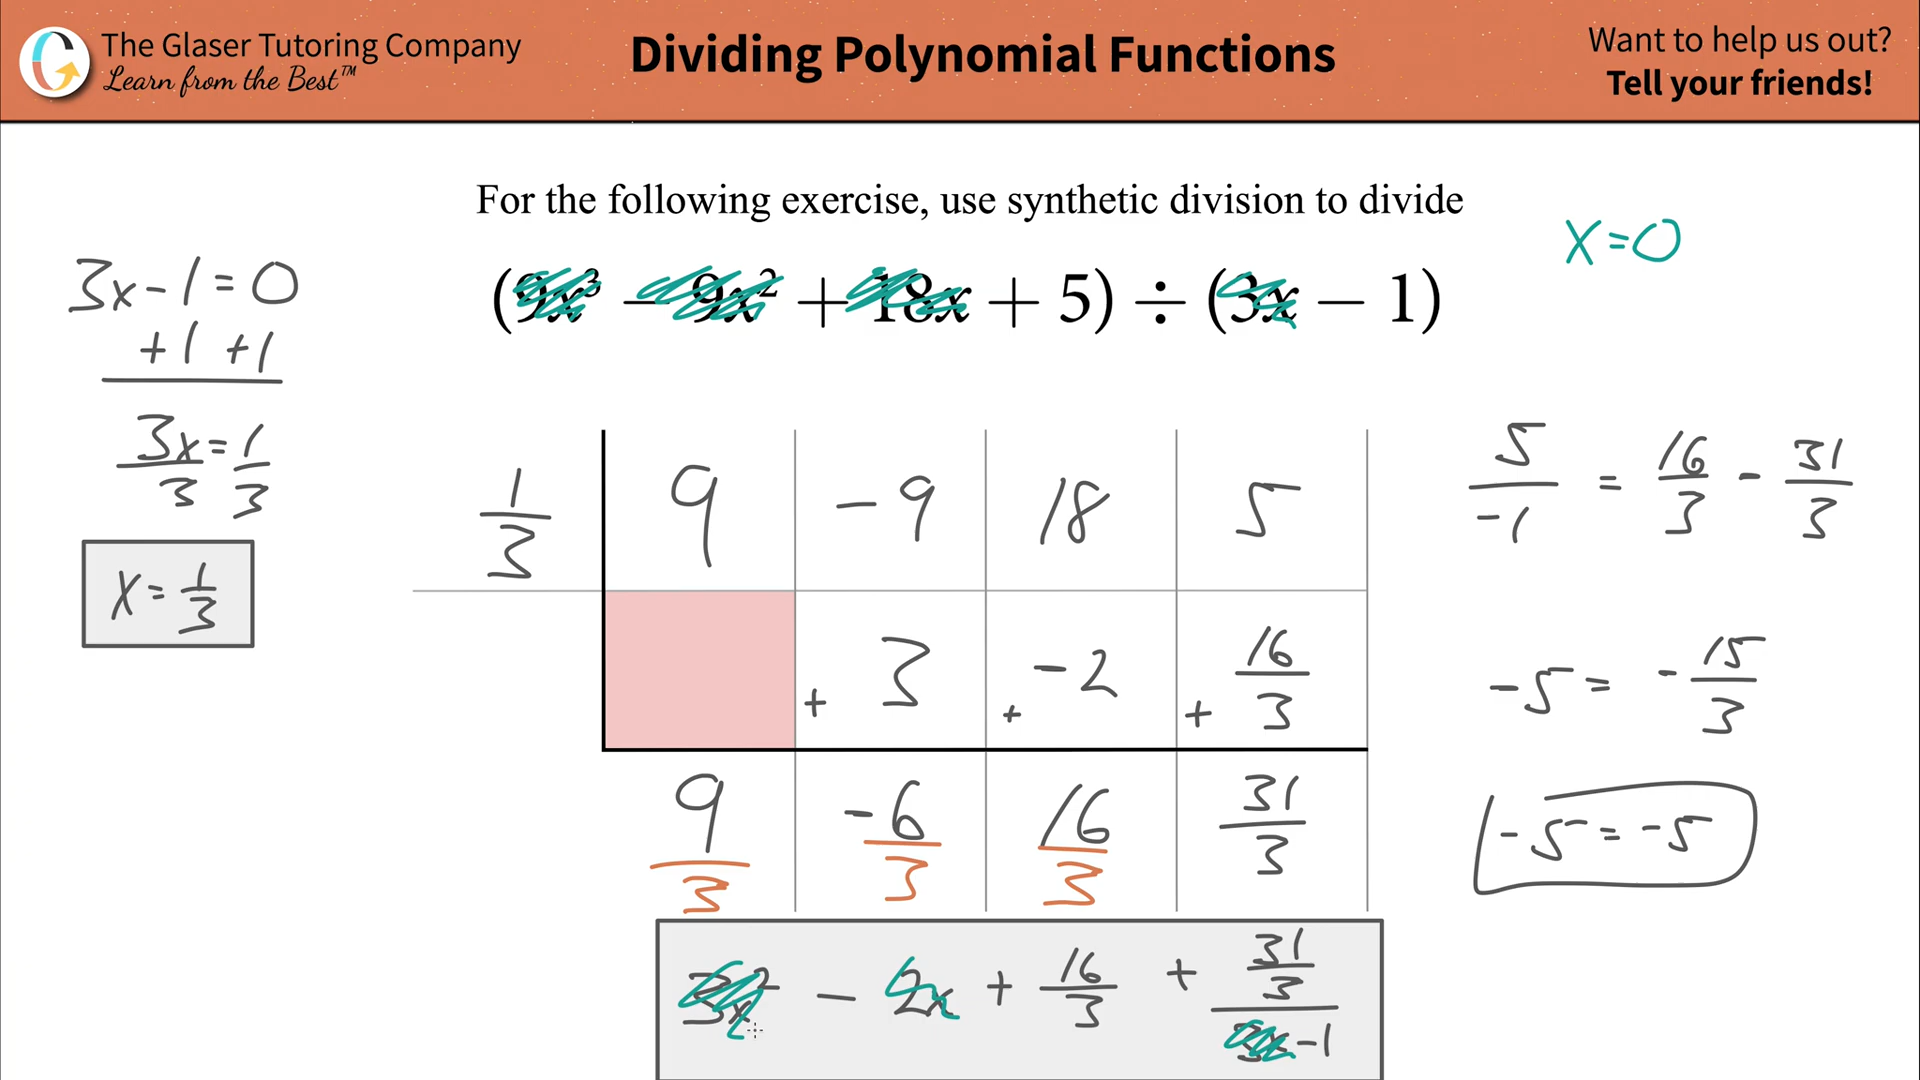 The Glaser Tutoring Company
Learn from the Best™
Dividing Polynomial Functions
Want to help us out?
Tell your friends!
For the following exercise, use synthetic division to divide
(9x³ − 9x² + 18x + 5) ÷ (3x − 1)
x=0
3x-1=0
+1 +1
3x/3 = 1/3
x = 1/3
1/3 9 -9 18 5
+ 3 + -2 + 16/3
9/3 -6/3 16/3 31/3
3x² - 2x + 16/3 + (31/3)/(3x-1)
5/-1 = 16/3 - 31/3
-5 = -15/3
-5 = -5